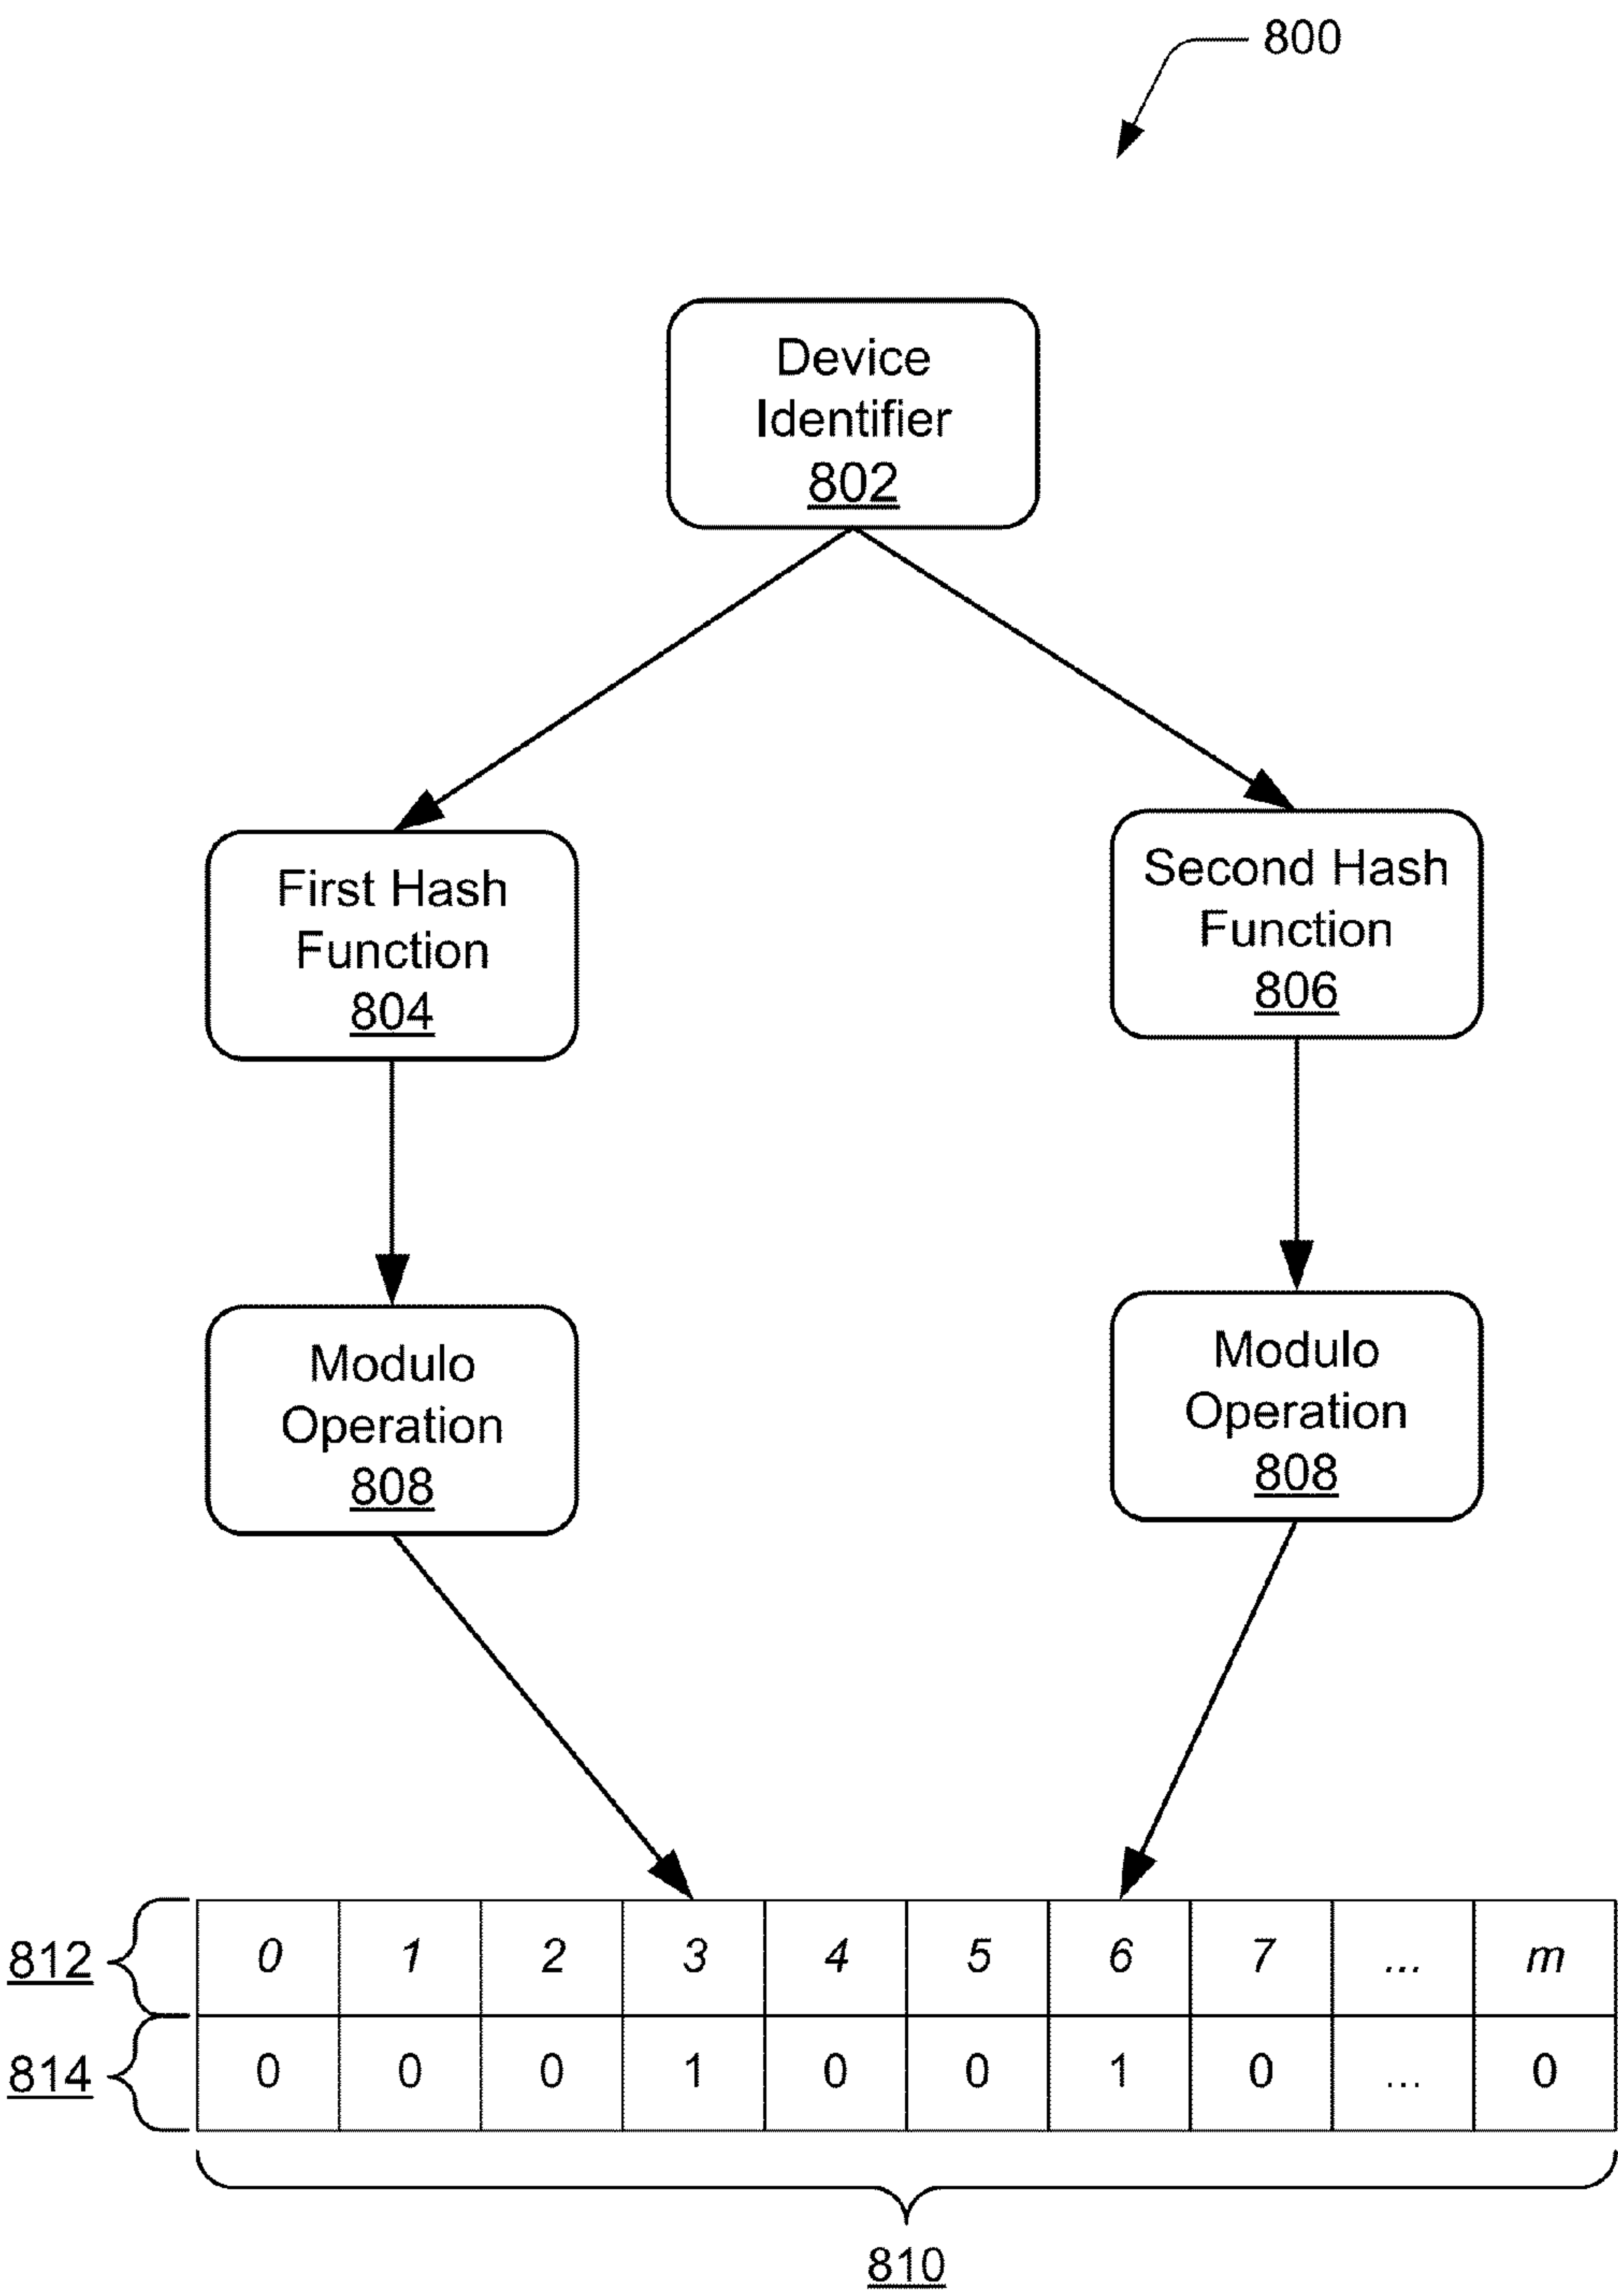 800
Device
Identifier
802
First Hash
Function
804
Second Hash
Function
806
Modulo
Operation
808
Modulo
Operation
808
812
0 1 2 3 4 5 6 7 ... m
814
0 0 0 1 0 0 1 0 ... 0
810